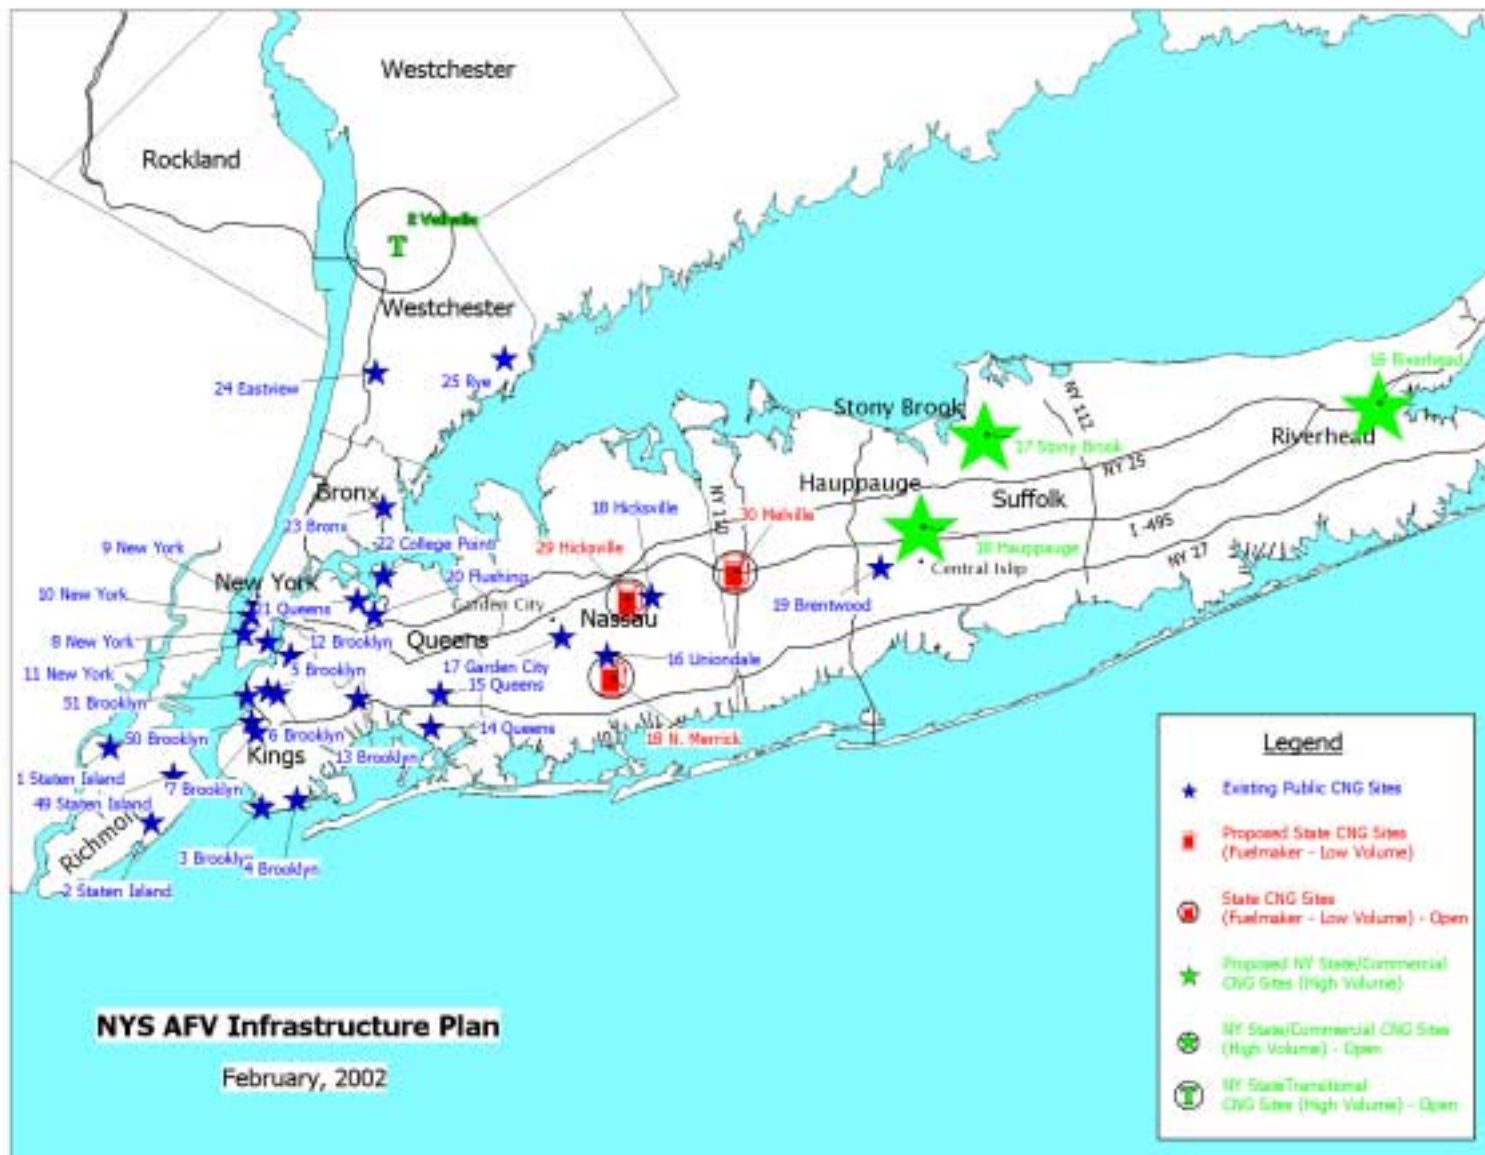 Westchester
Rockland
Westchester
24 Eastview
25 Rye
16 Riverhead
Stony Brook
NY 112
Riverhead
17 Stony Brook
NY 25
Hauppauge
Suffolk
Bronx
23 Bronx
18 Hicksville
NY 110
30 Melville
I -495
9 New York
22 College Point
29 Hicksville
18 Hauppauge
NY 27
Central Islip
New York
20 Flushing
10 New York
21 Queens
Garden City
19 Brentwood
Nassau
8 New York
12 Brooklyn
Queens
11 New York
5 Brooklyn
17 Garden City
16 Uniondale
51 Brooklyn
15 Queens
50 Brooklyn
6 Brooklyn
14 Queens
18 N. Merrick
Kings
13 Brooklyn
1 Staten Island
7 Brooklyn
49 Staten Island
3 Brooklyn
4 Brooklyn
2 Staten Island
NYS AFV Infrastructure Plan
February, 2002
Legend
Existing Public CNG Sites
Proposed State CNG Sites
(Fuelmaker - Low Volume)
State CNG Sites
(Fuelmaker - Low Volume) - Open
Proposed NY State/Commercial
CNG Sites (High Volume)
NY State/Commercial CNG Sites
(High Volume) - Open
T
NY StateTransitional
CNG Sites (High Volume) - Open